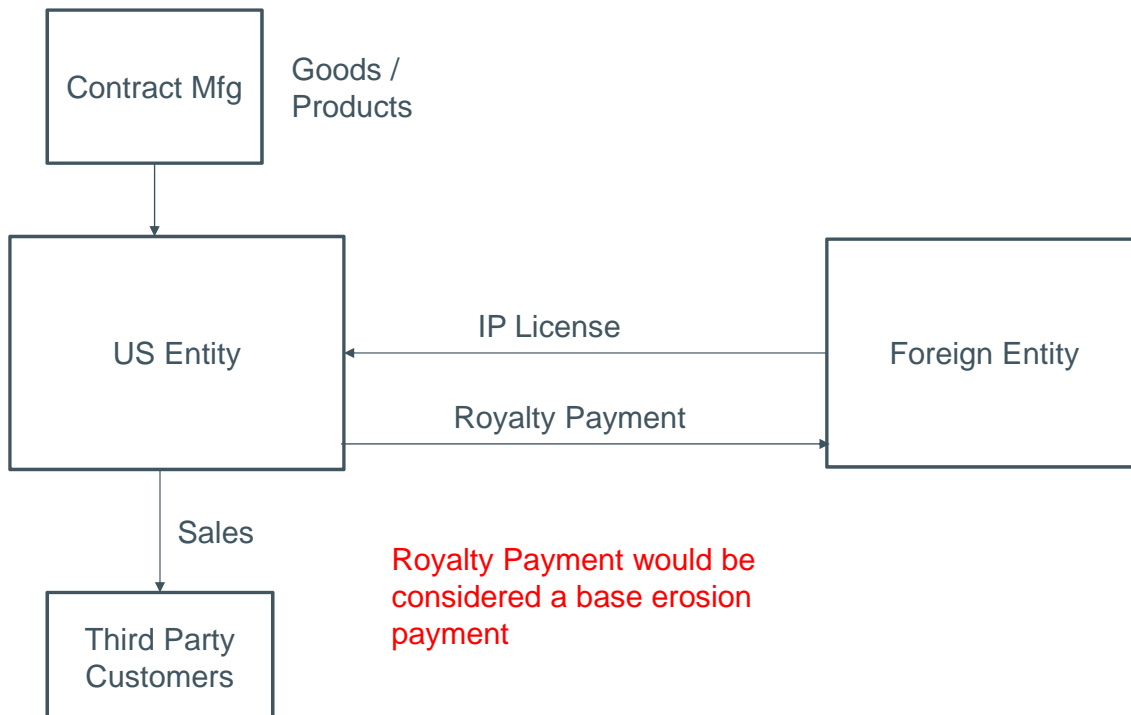 Contract Mfg
Goods /
Products
US Entity
IP License
Royalty Payment
Foreign Entity
Sales
Royalty Payment would be
considered a base erosion
payment
Third Party
Customers